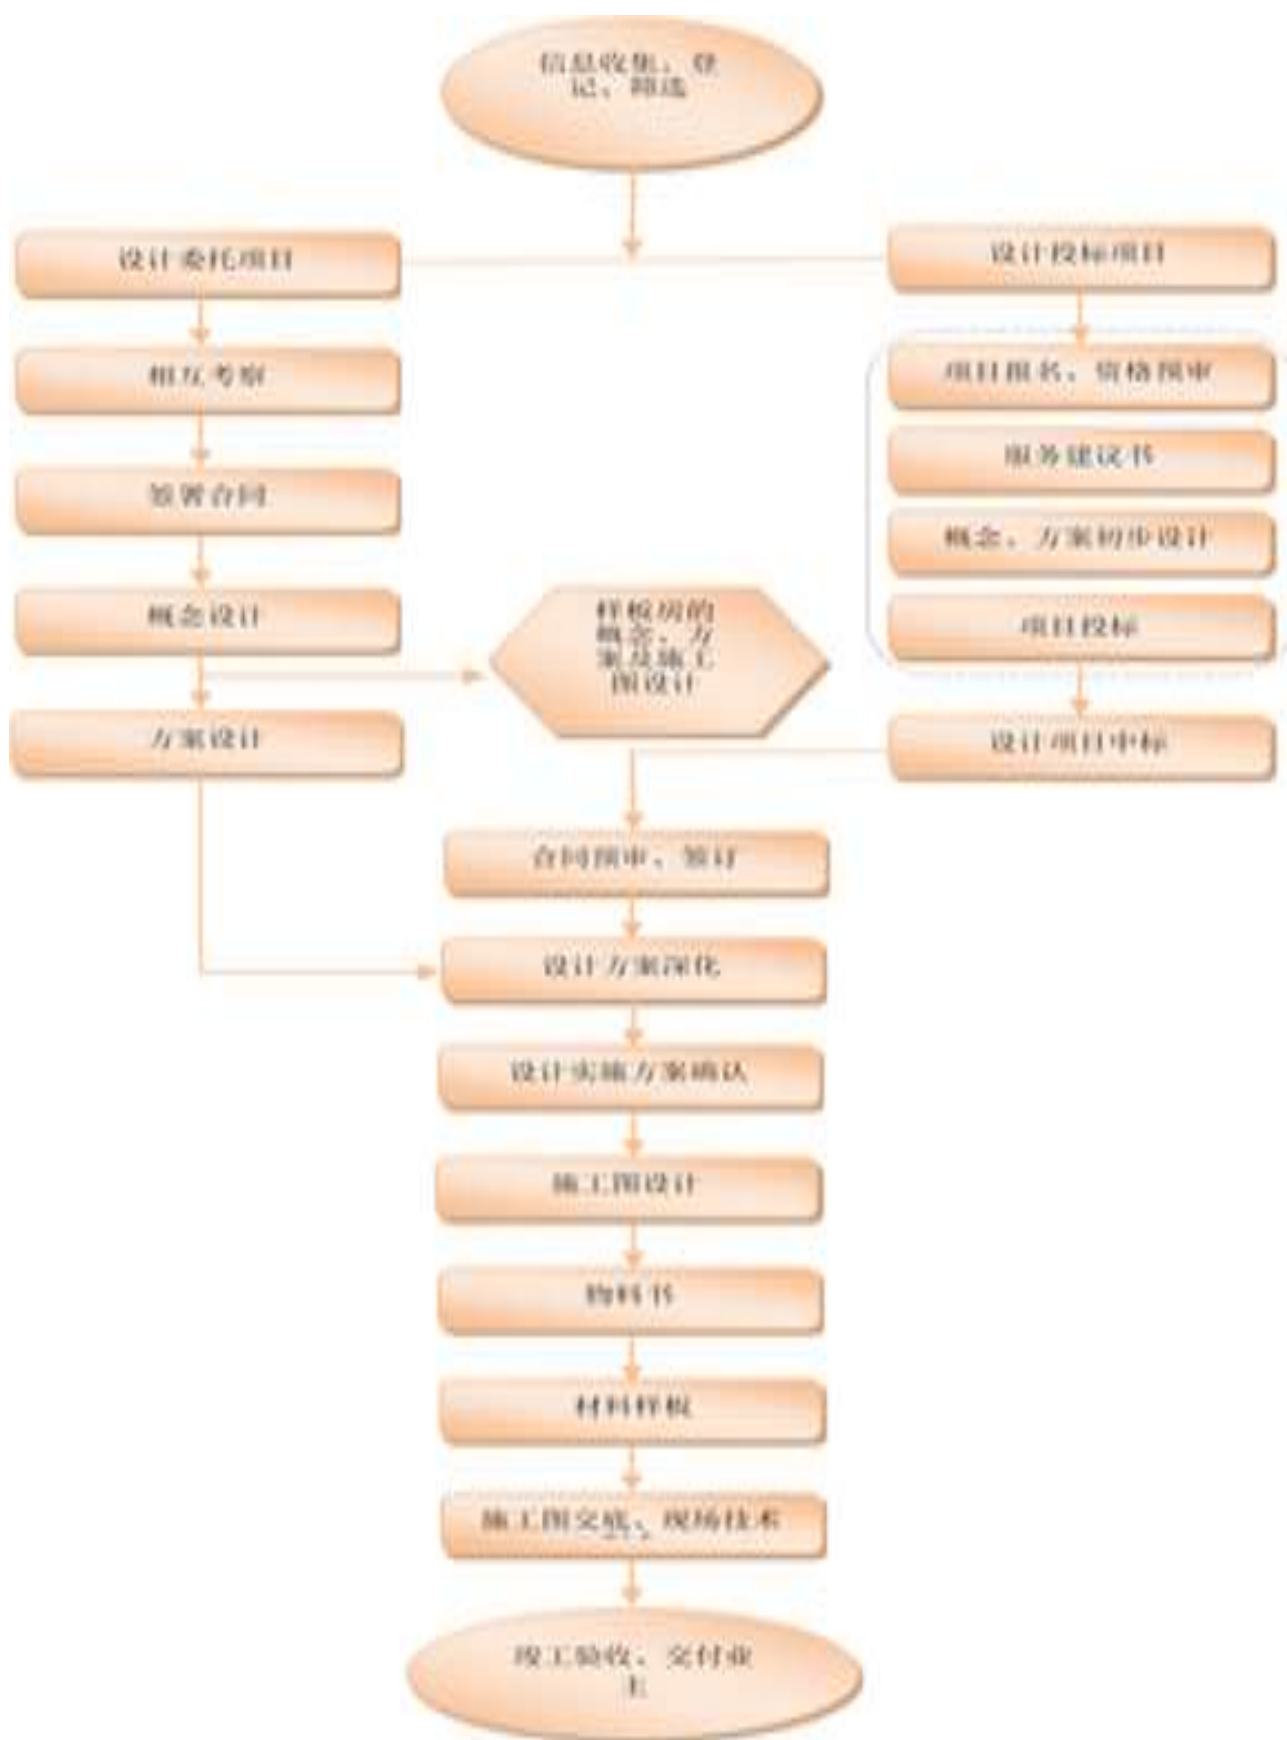 信息收集、登
记、筛选
设计委托项目
设计投标项目
相互考察
项目报名、资格预审
签署合同
服务建议书
概念、方案初步设计
概念设计
样板房的
概念、方
案及施工
图设计
项目投标
方案设计
设计项目中标
合同预审、签订
设计方案深化
设计实施方案确认
施工图设计
物料书
材料样板
施工图交底、现场技术
竣工验收、交付业
主